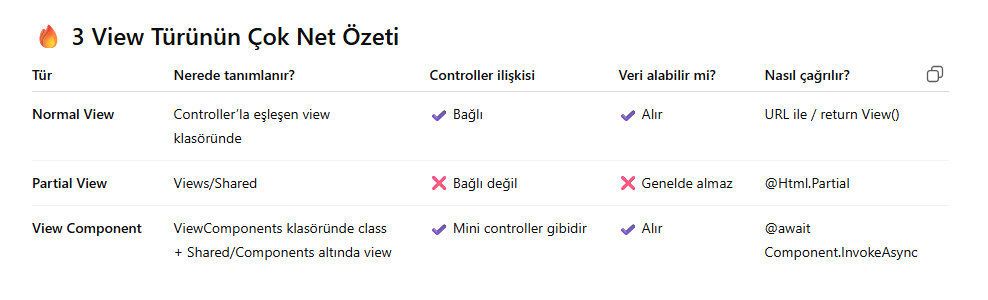 🔥 3 View Türünün Çok Net Özeti
Tür Nerede tanımlanır? Controller ilişkisi Veri alabilir mi? Nasıl çağrılır?
Normal View Controller’la eşleşen view ✔ Bağlı ✔ Alır URL ile / return View()
klasöründe
Partial View Views/Shared ❌ Bağlı değil ❌ Genelde almaz @Html.Partial
View Component ViewComponents klasöründe class ✔ Mini controller gibidir ✔ Alır @await
+ Shared/Components altında view Component.InvokeAsync